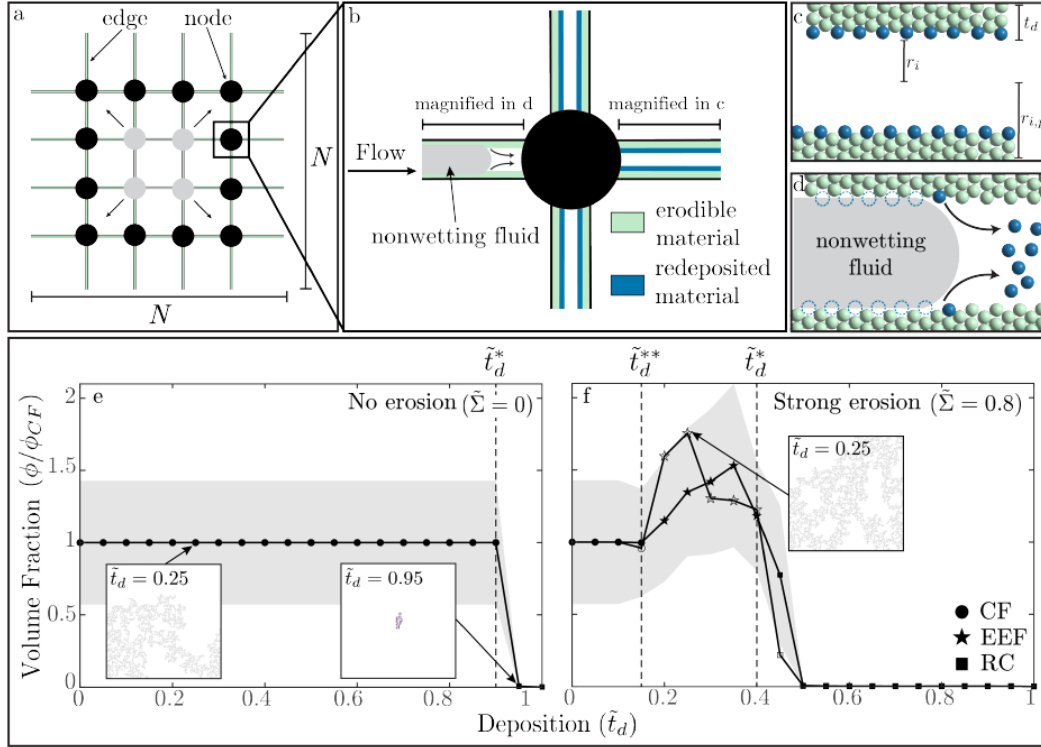 a
edge
node
N
N
b
magnified in d
magnified in c
Flow
nonwetting fluid
erodible
material
redeposited
material
c
t_d
r_i
d
nonwetting
fluid
t̃_d^*
t̃_d^{**}
t̃_d^*
e
No erosion (Σ̃ = 0)
f
Strong erosion (Σ̃ = 0.8)
Volume Fraction (ϕ/ϕ_{CF})
2
1.5
1
0.5
0
t̃_d = 0.25
t̃_d = 0.95
t̃_d = 0.25
CF
EEF
RC
0 0.2 0.4 0.6 0.8 1
0 0.2 0.4 0.6 0.8 1
Deposition (t̃_d)